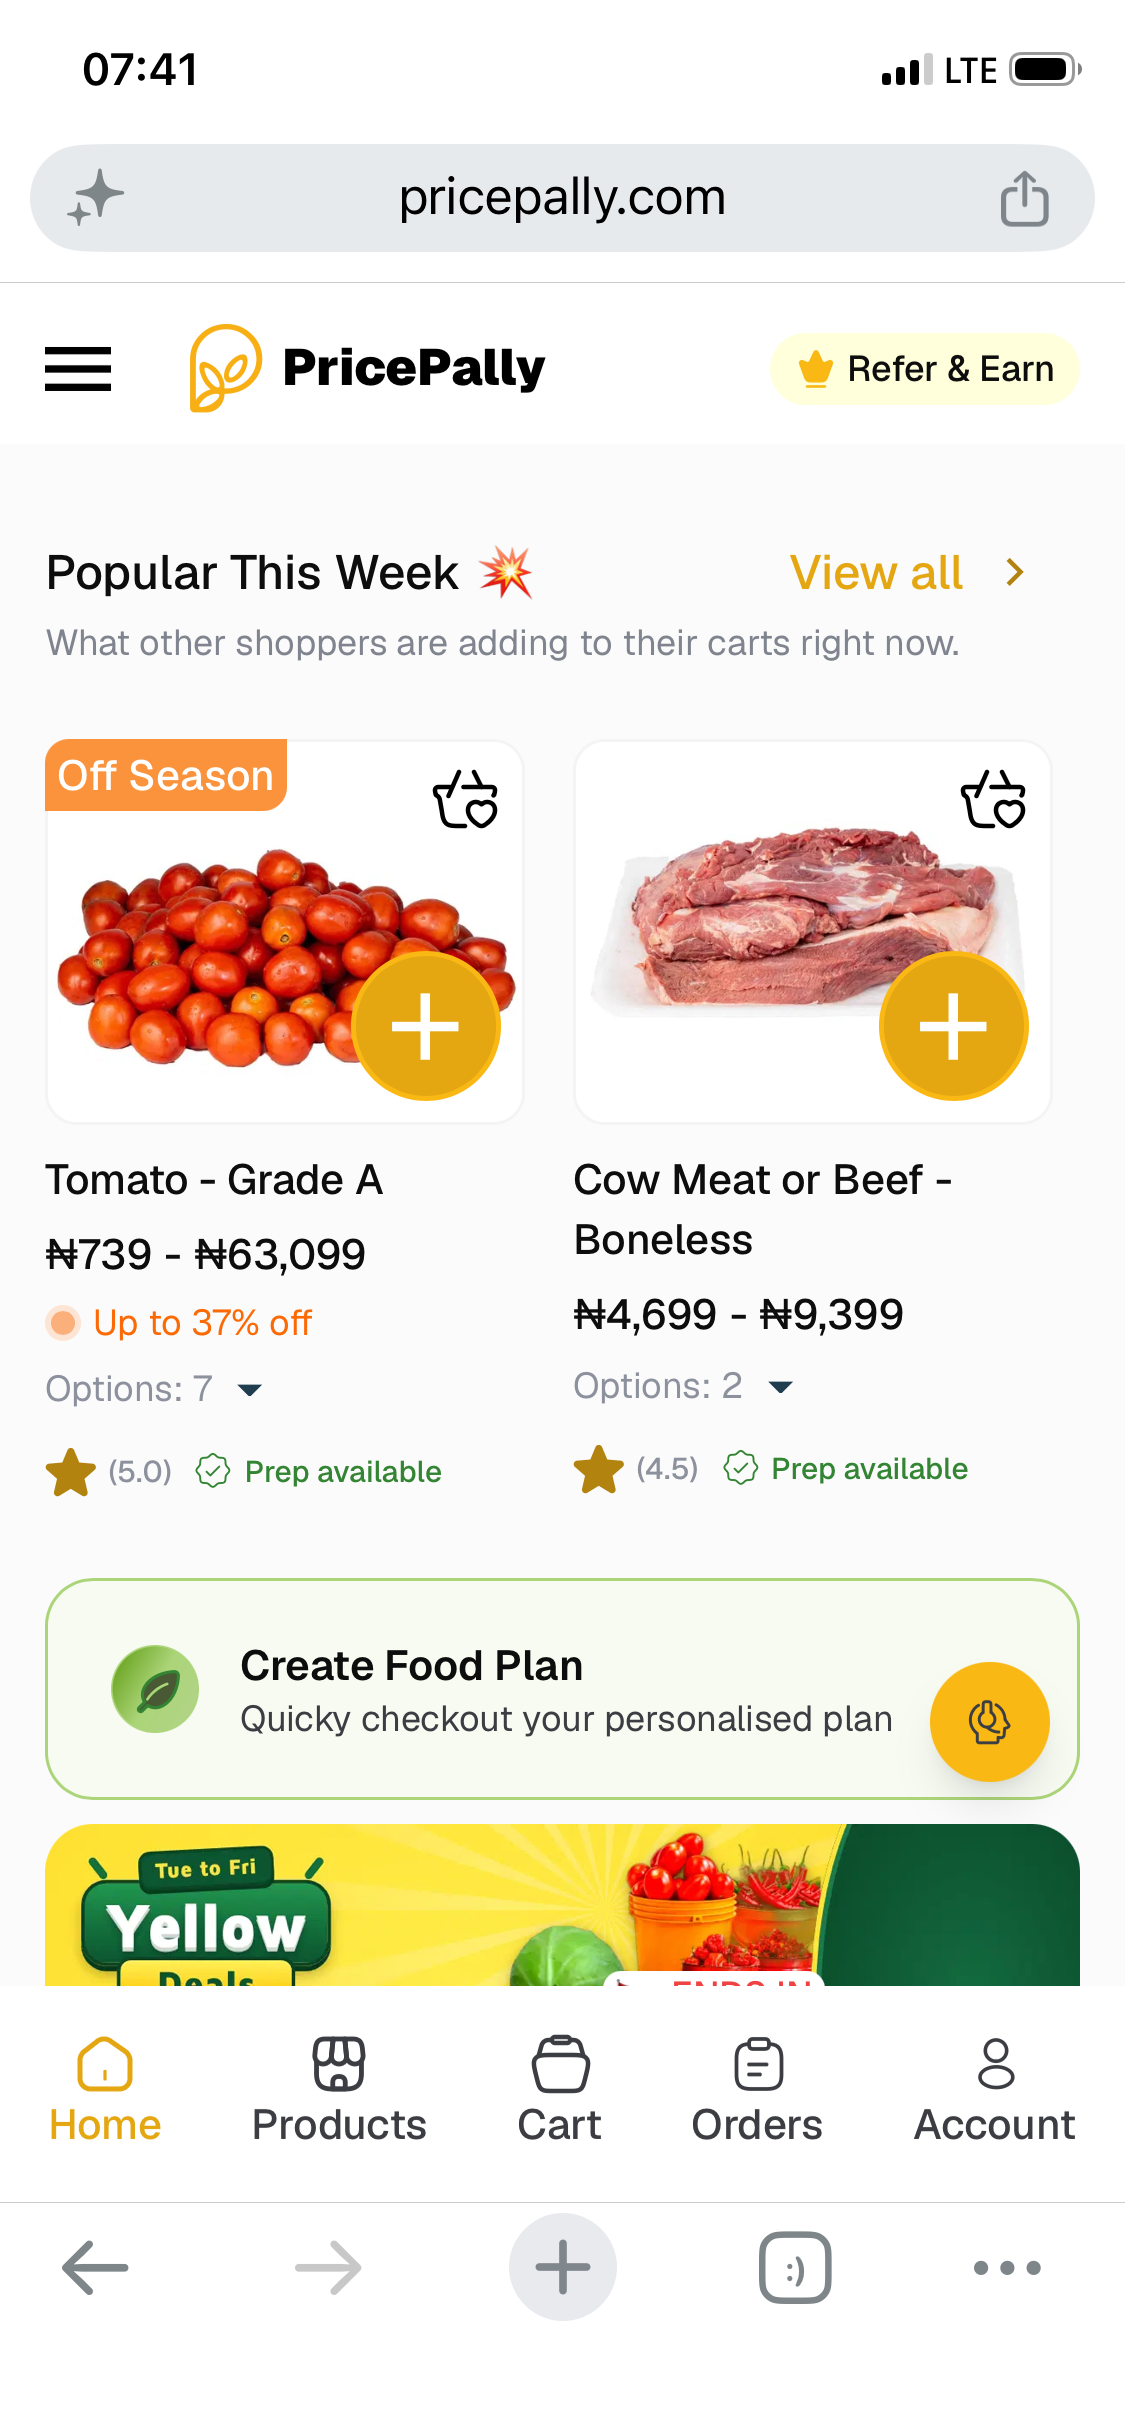 07:41
LTE
pricepally.com
PricePally
Refer & Earn
Popular This Week
View all
What other shoppers are adding to their carts right now.
Off Season
Tomato - Grade A
₦739 - ₦63,099
Up to 37% off
Options: 7
(5.0) Prep available
Cow Meat or Beef -
Boneless
₦4,699 - ₦9,399
Options: 2
(4.5) Prep available
Create Food Plan
Quicky checkout your personalised plan
Tue to Fri
Yellow
Deals
ENDS IN
Home
Products
Cart
Orders
Account
:)